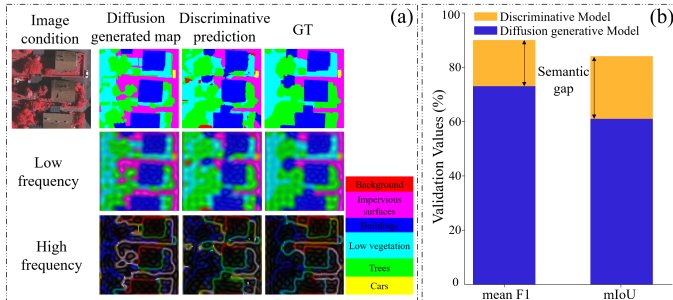 Image
condition
Diffusion
generated map
Discriminative
prediction
GT
(a)
Low
frequency
High
frequency
Background
Impervious
surfaces
Buildings
Low vegetation
Trees
Cars
(b)
Discriminative Model
Diffusion generative Model
Semantic
gap
Validation Values (%)
100
80
60
40
20
0
mean F1
mIoU